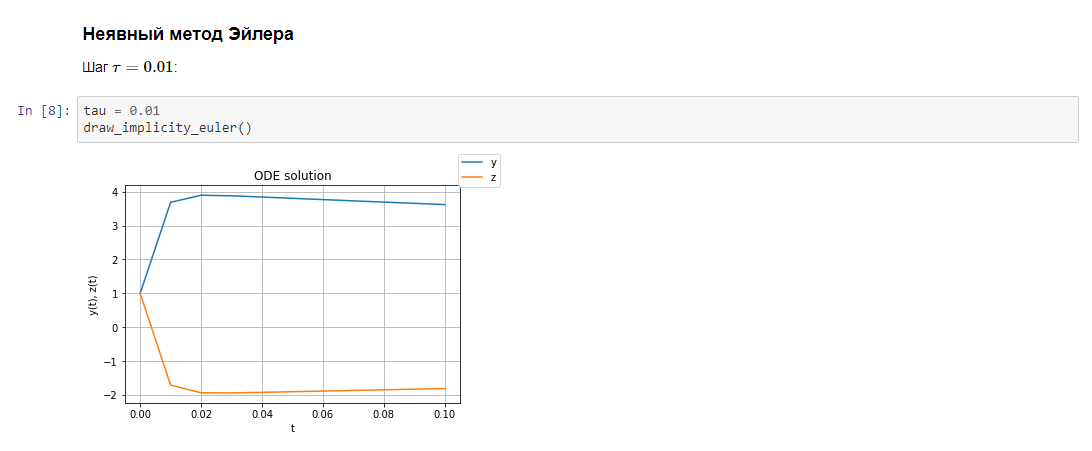 Неявный метод Эйлера
Шаг τ = 0.01:
In [8]:
tau = 0.01
draw_implicity_euler()
y
z
ODE solution
4
3
2
1
0
−1
−2
y(t), z(t)
0.00 0.02 0.04 0.06 0.08 0.10
t